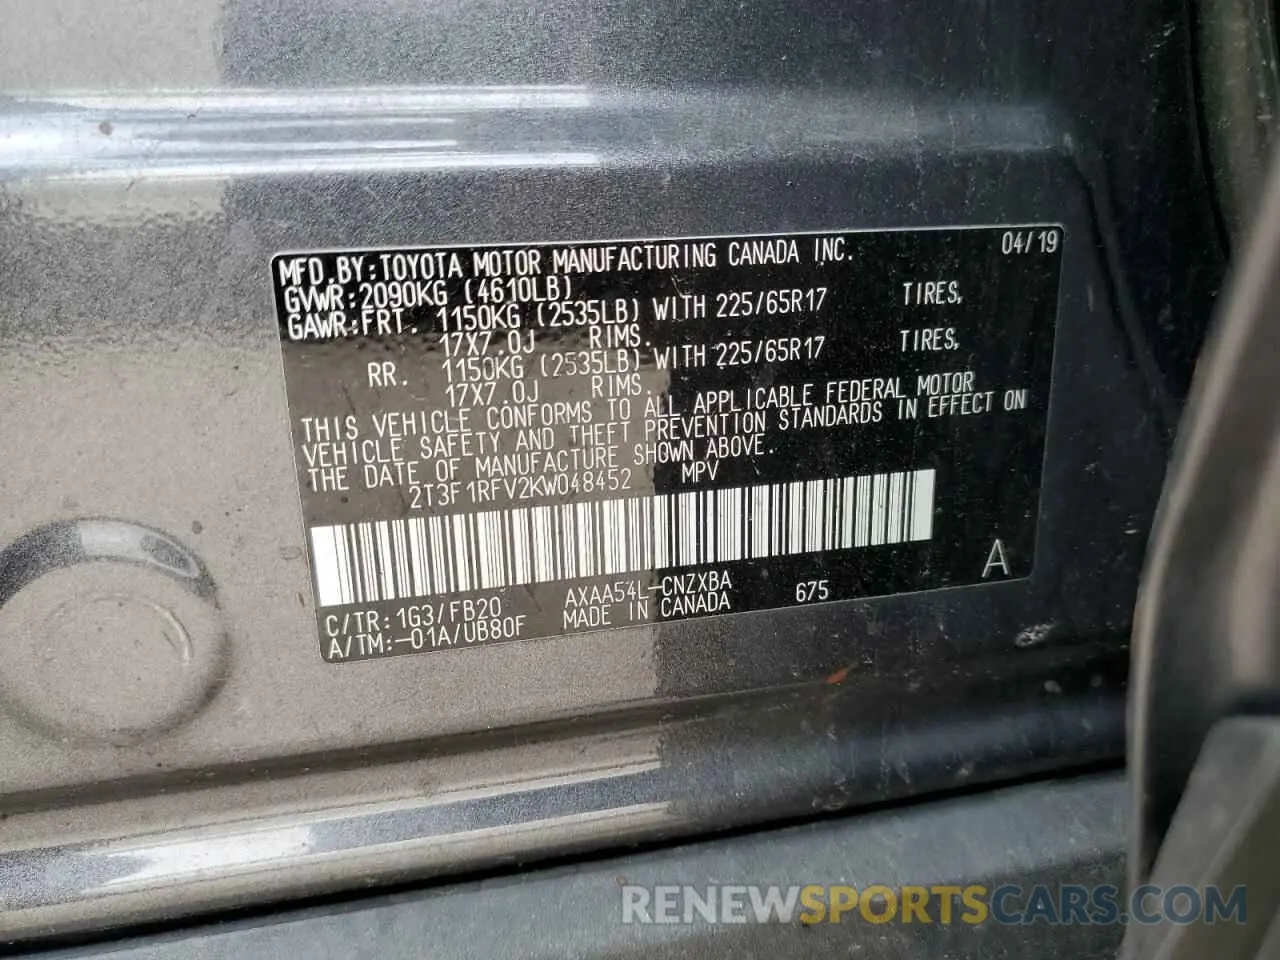 MFD.BY:TOYOTA MOTOR MANUFACTURING CANADA INC. 04/19
GVWR:2090KG (4610LB)
GAWR:FRT. 1150KG (2535LB) WITH 225/65R17 TIRES,
17X7.0J RIMS.
RR. 1150KG (2535LB) WITH 225/65R17 TIRES,
17X7.0J RIMS.
THIS VEHICLE CONFORMS TO ALL APPLICABLE FEDERAL MOTOR
VEHICLE SAFETY AND THEFT PREVENTION STANDARDS IN EFFECT ON
THE DATE OF MANUFACTURE SHOWN ABOVE.
2T3F1RFV2KW048452 MPV
A
C/TR:1G3/FB20 AXAA54L-CNZXBA 675
A/TM:-01A/UB80F MADE IN CANADA
RENEWSPORTSCARS.COM